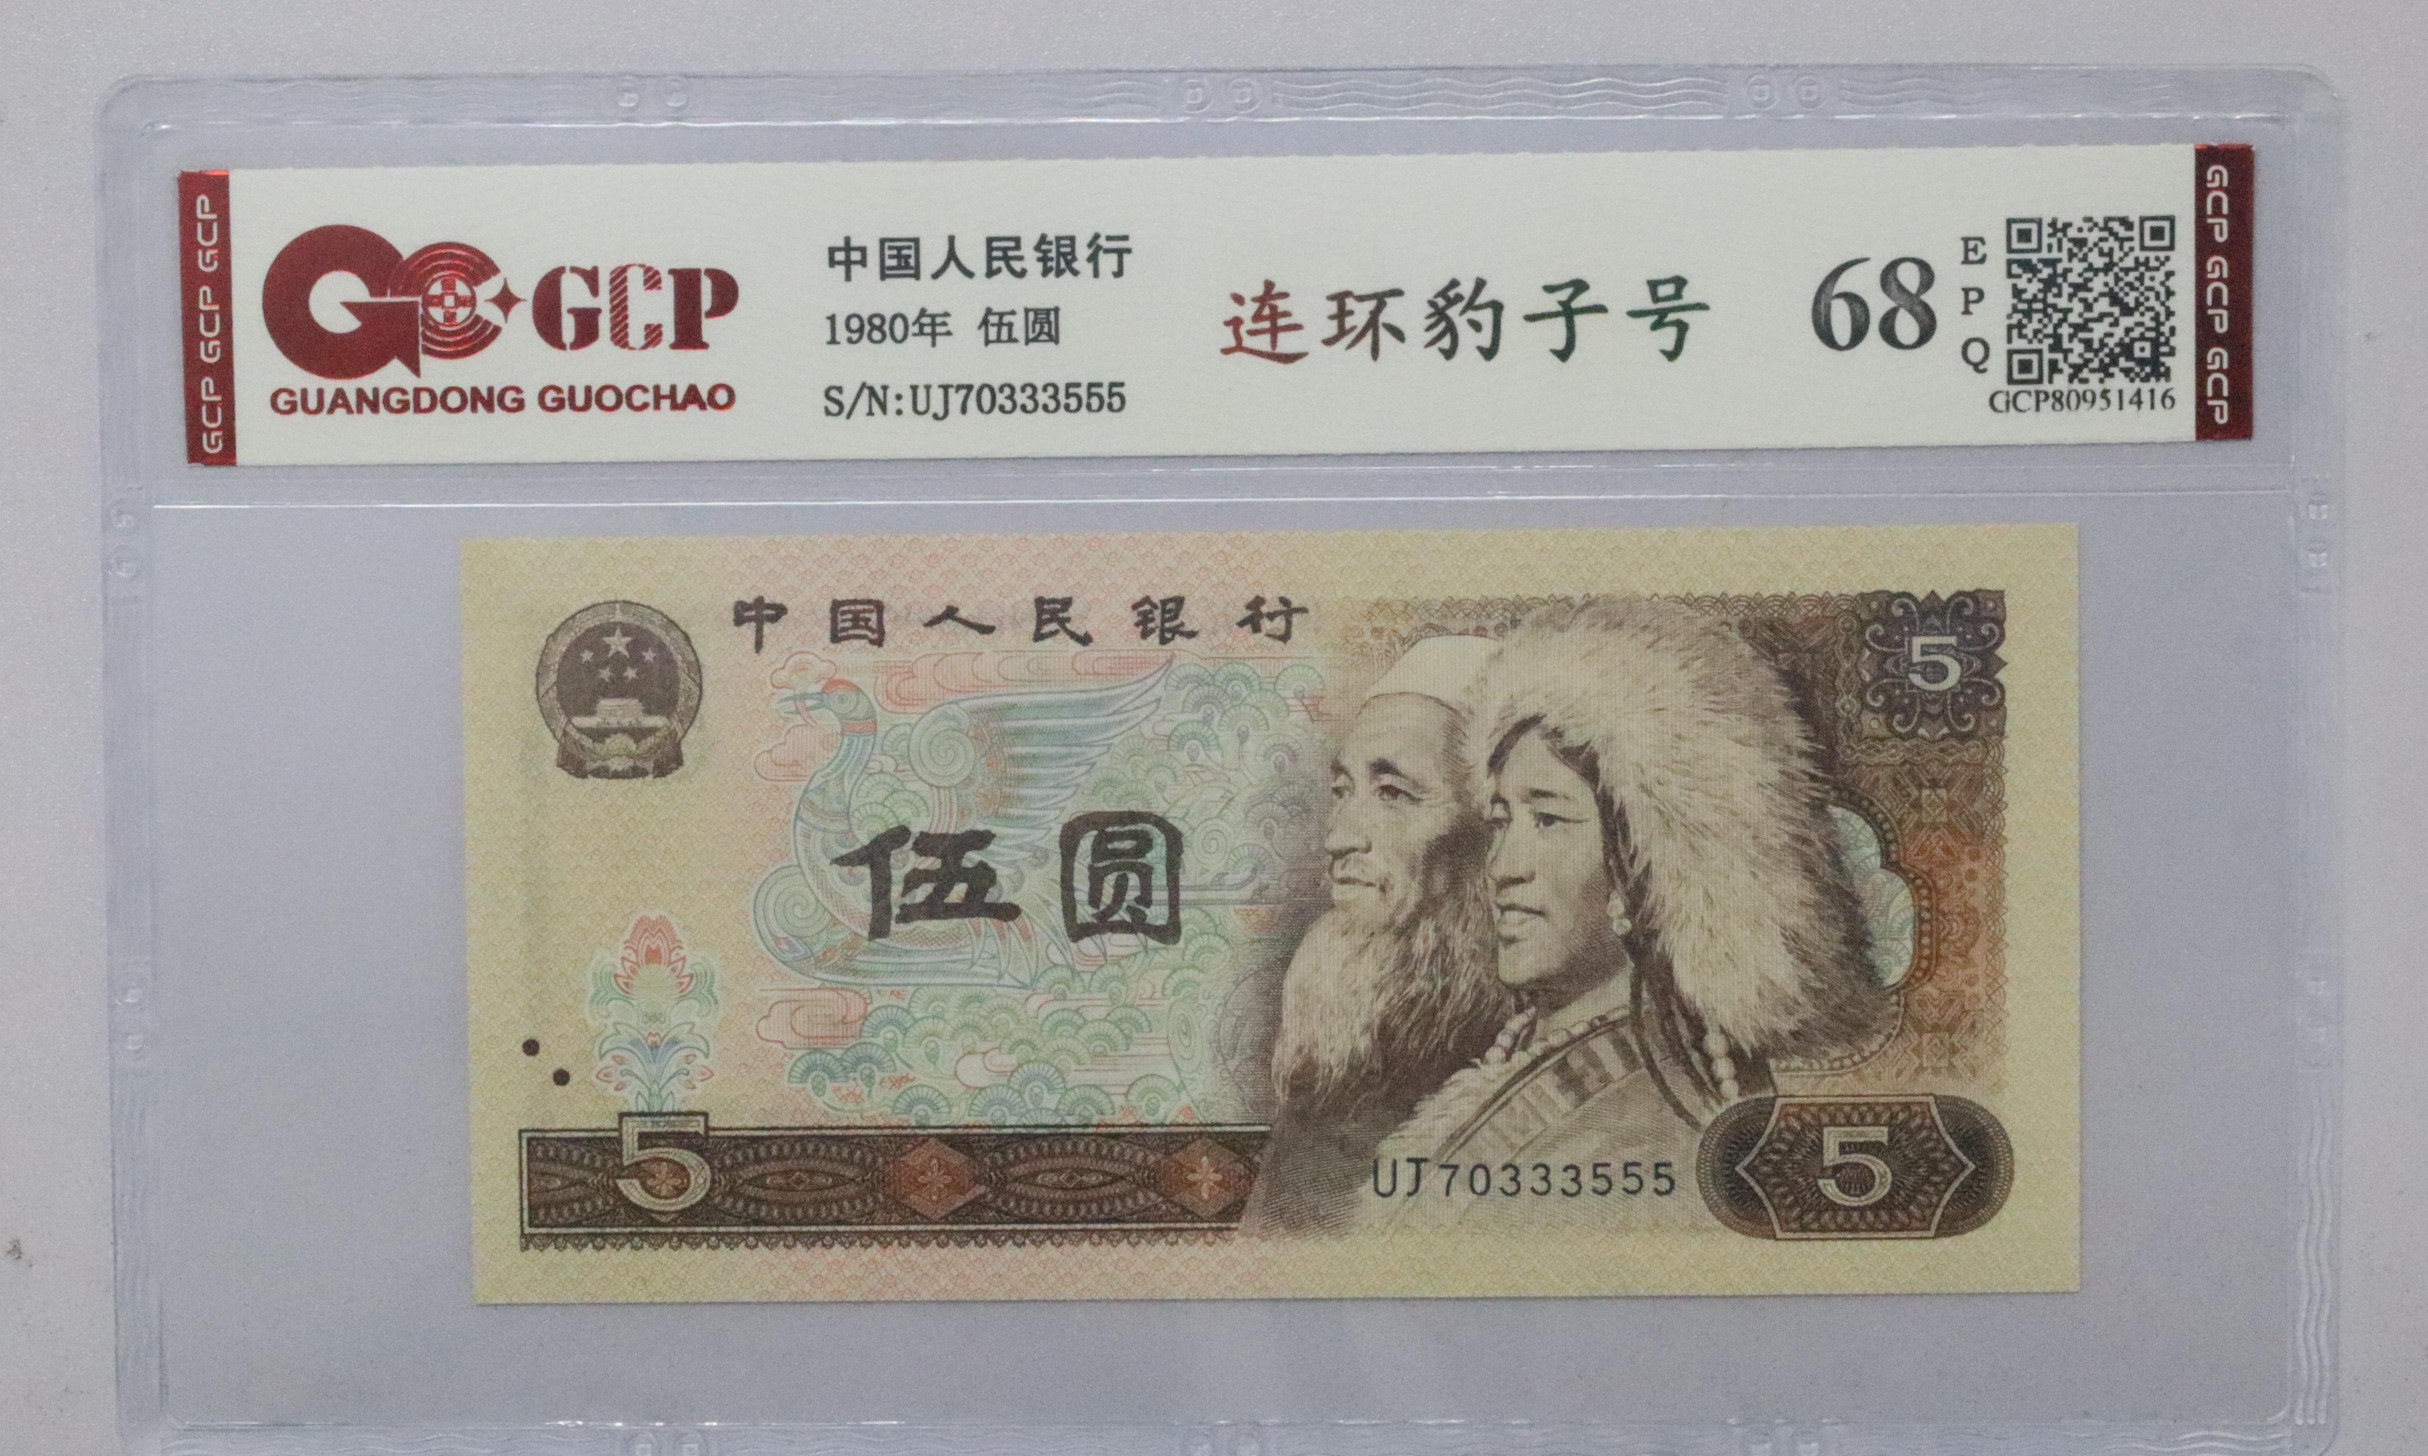 GCP GCP GCP
GCP
GUANGDONG GUOCHAO
中国人民银行
1980年 伍圆
S/N:UJ70333555
连环豹子号
68
EPQ
GCP80951416
GCP GCP GCP
中国人民银行
5
伍圆
5
UJ70333555
5